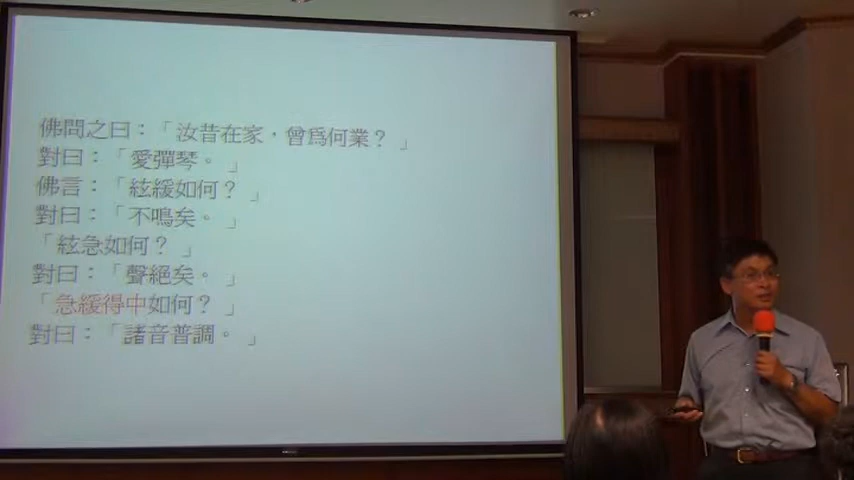 佛問之曰：「汝昔在家，曾為何業？」
對曰：「愛彈琴。」
佛言：「絃緩如何？」
對曰：「不鳴矣。」
「絃急如何？」
對曰：「聲絕矣。」
「急緩得中如何？」
對曰：「諸音普調。」